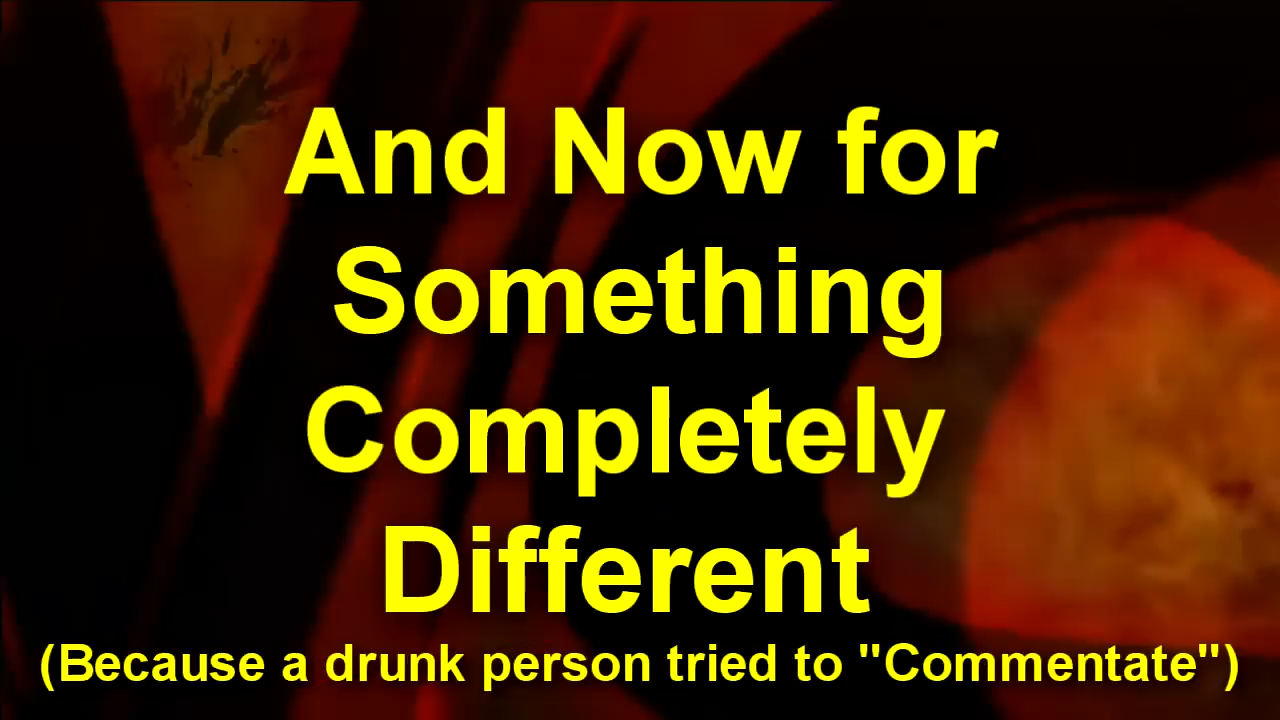 And Now for
Something
Completely
Different
(Because a drunk person tried to "Commentate")